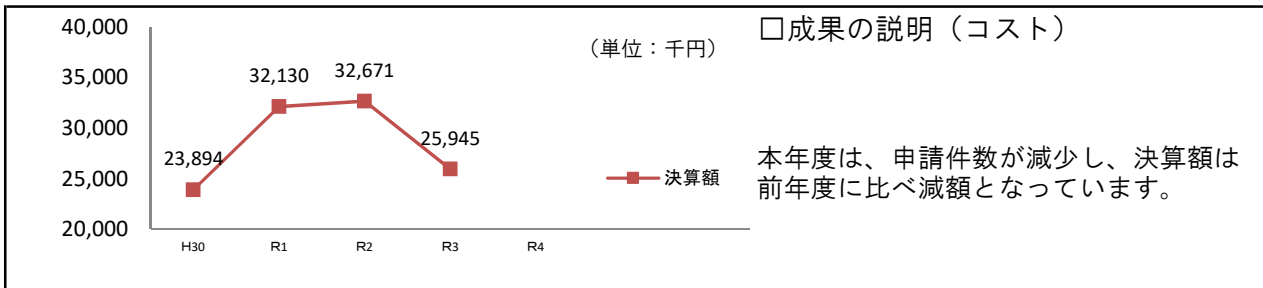 40,000
35,000
30,000
25,000
20,000
(単位：千円)
23,894
32,130
32,671
25,945
決算額
H30
R1
R2
R3
R4
□成果の説明（コスト）
本年度は、申請件数が減少し、決算額は
前年度に比べ減額となっています。